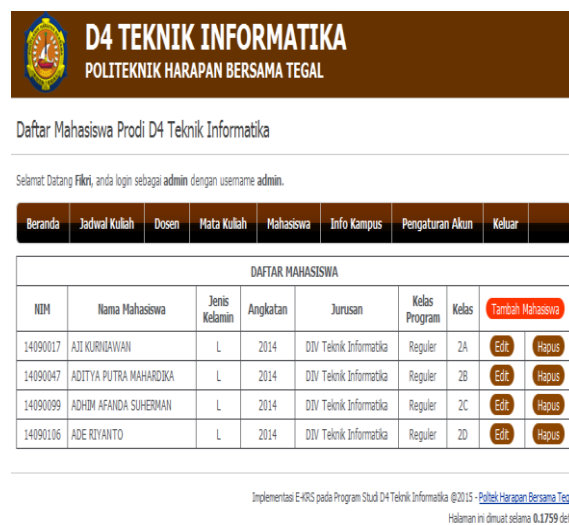 D4 TEKNIK INFORMATIKA
POLITEKNIK HARAPAN BERSAMA TEGAL
Daftar Mahasiswa Prodi D4 Teknik Informatika
Selamat Datang Fikri, anda login sebagai admin dengan username admin.
Beranda Jadwal Kuliah Dosen Mata Kuliah Mahasiswa Info Kampus Pengaturan Akun Keluar
DAFTAR MAHASISWA
NIM Nama Mahasiswa Jenis Kelamin Angkatan Jurusan Kelas Program Kelas Tambah Mahasiswa
14090017 AJI KURNIAWAN L 2014 DIV Teknik Informatika Reguler 2A Edit Hapus
14090047 ADITYA PUTRA MAHARDIKA L 2014 DIV Teknik Informatika Reguler 2B Edit Hapus
14090099 ADHIM AFANDA SUHERMAN L 2014 DIV Teknik Informatika Reguler 2C Edit Hapus
14090106 ADE RIYANTO L 2014 DIV Teknik Informatika Reguler 2D Edit Hapus
Implementasi E-KRS pada Program Studi D4 Teknik Informatika @2015 - Poltek Harapan Bersama Teg
Halaman ini dmuat selama 0.1759 det